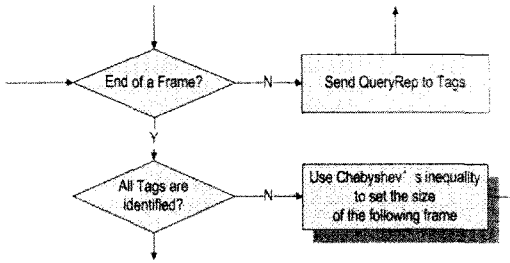 End of a Frame?
N
Send QueryRep to Tags
Y
All Tags are
identified?
N
Use Chebyshev's inequality
to set the size
of the following frame